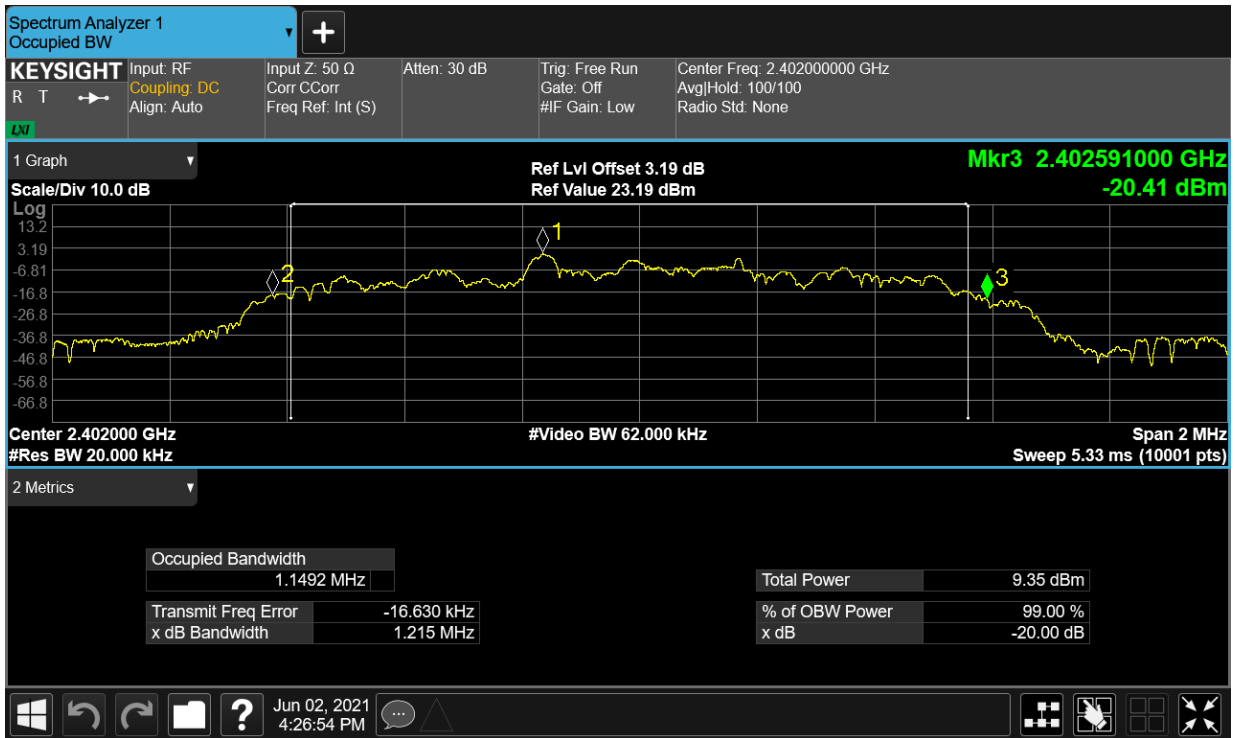 Spectrum Analyzer 1
Occupied BW
KEYSIGHT
R T
LXI
Input: RF
Coupling: DC
Align: Auto
Input Z: 50 Ω
Corr CCorr
Freq Ref: Int (S)
Atten: 30 dB
Trig: Free Run
Gate: Off
#IF Gain: Low
Center Freq: 2.402000000 GHz
Avg|Hold: 100/100
Radio Std: None
1 Graph
Scale/Div 10.0 dB
Ref Lvl Offset 3.19 dB
Ref Value 23.19 dBm
Mkr3 2.402591000 GHz
-20.41 dBm
Log
13.2
3.19
-6.81
-16.8
-26.8
-36.8
-46.8
-56.8
-66.8
1
2
3
Center 2.402000 GHz
#Video BW 62.000 kHz
Span 2 MHz
#Res BW 20.000 kHz
Sweep 5.33 ms (10001 pts)
2 Metrics
Occupied Bandwidth
1.1492 MHz
Transmit Freq Error -16.630 kHz
x dB Bandwidth 1.215 MHz
Total Power 9.35 dBm
% of OBW Power 99.00 %
x dB -20.00 dB
?
Jun 02, 2021
4:26:54 PM